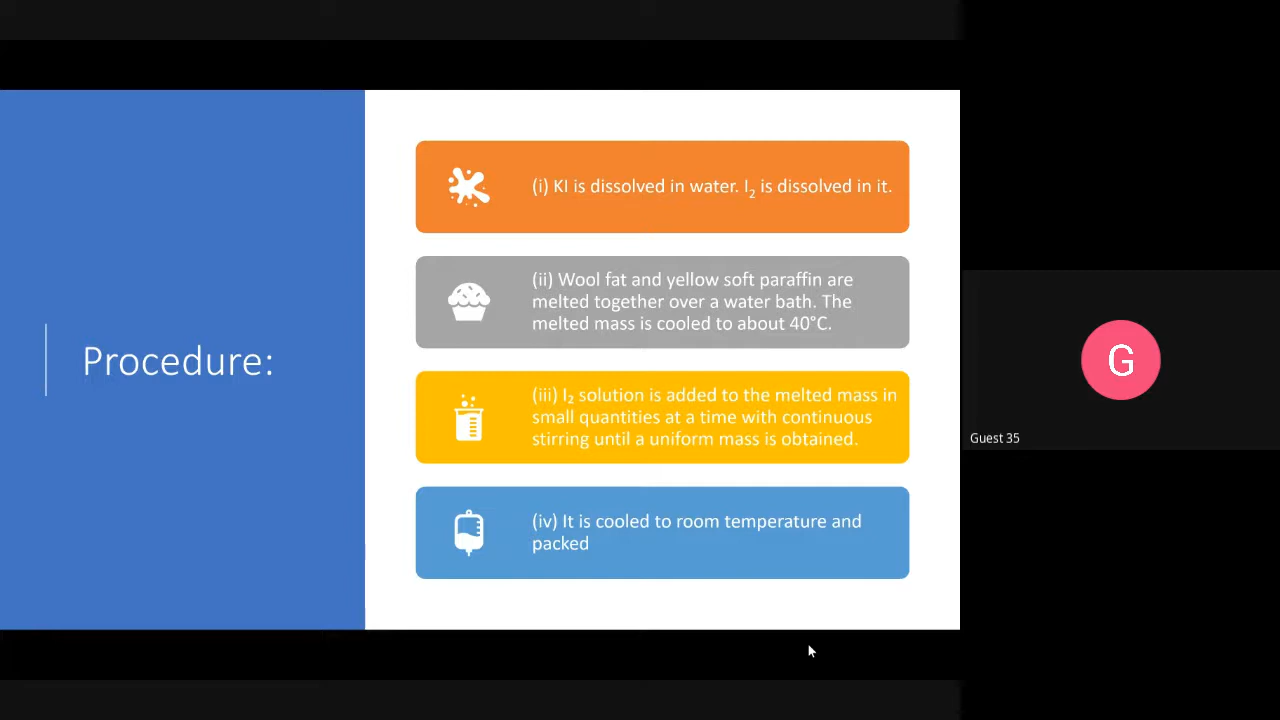 Procedure:
(i) KI is dissolved in water. I₂ is dissolved in it.
(ii) Wool fat and yellow soft paraffin are
melted together over a water bath. The
melted mass is cooled to about 40°C.
(iii) I₂ solution is added to the melted mass in
small quantities at a time with continuous
stirring until a uniform mass is obtained.
(iv) It is cooled to room temperature and
packed
G
Guest 35